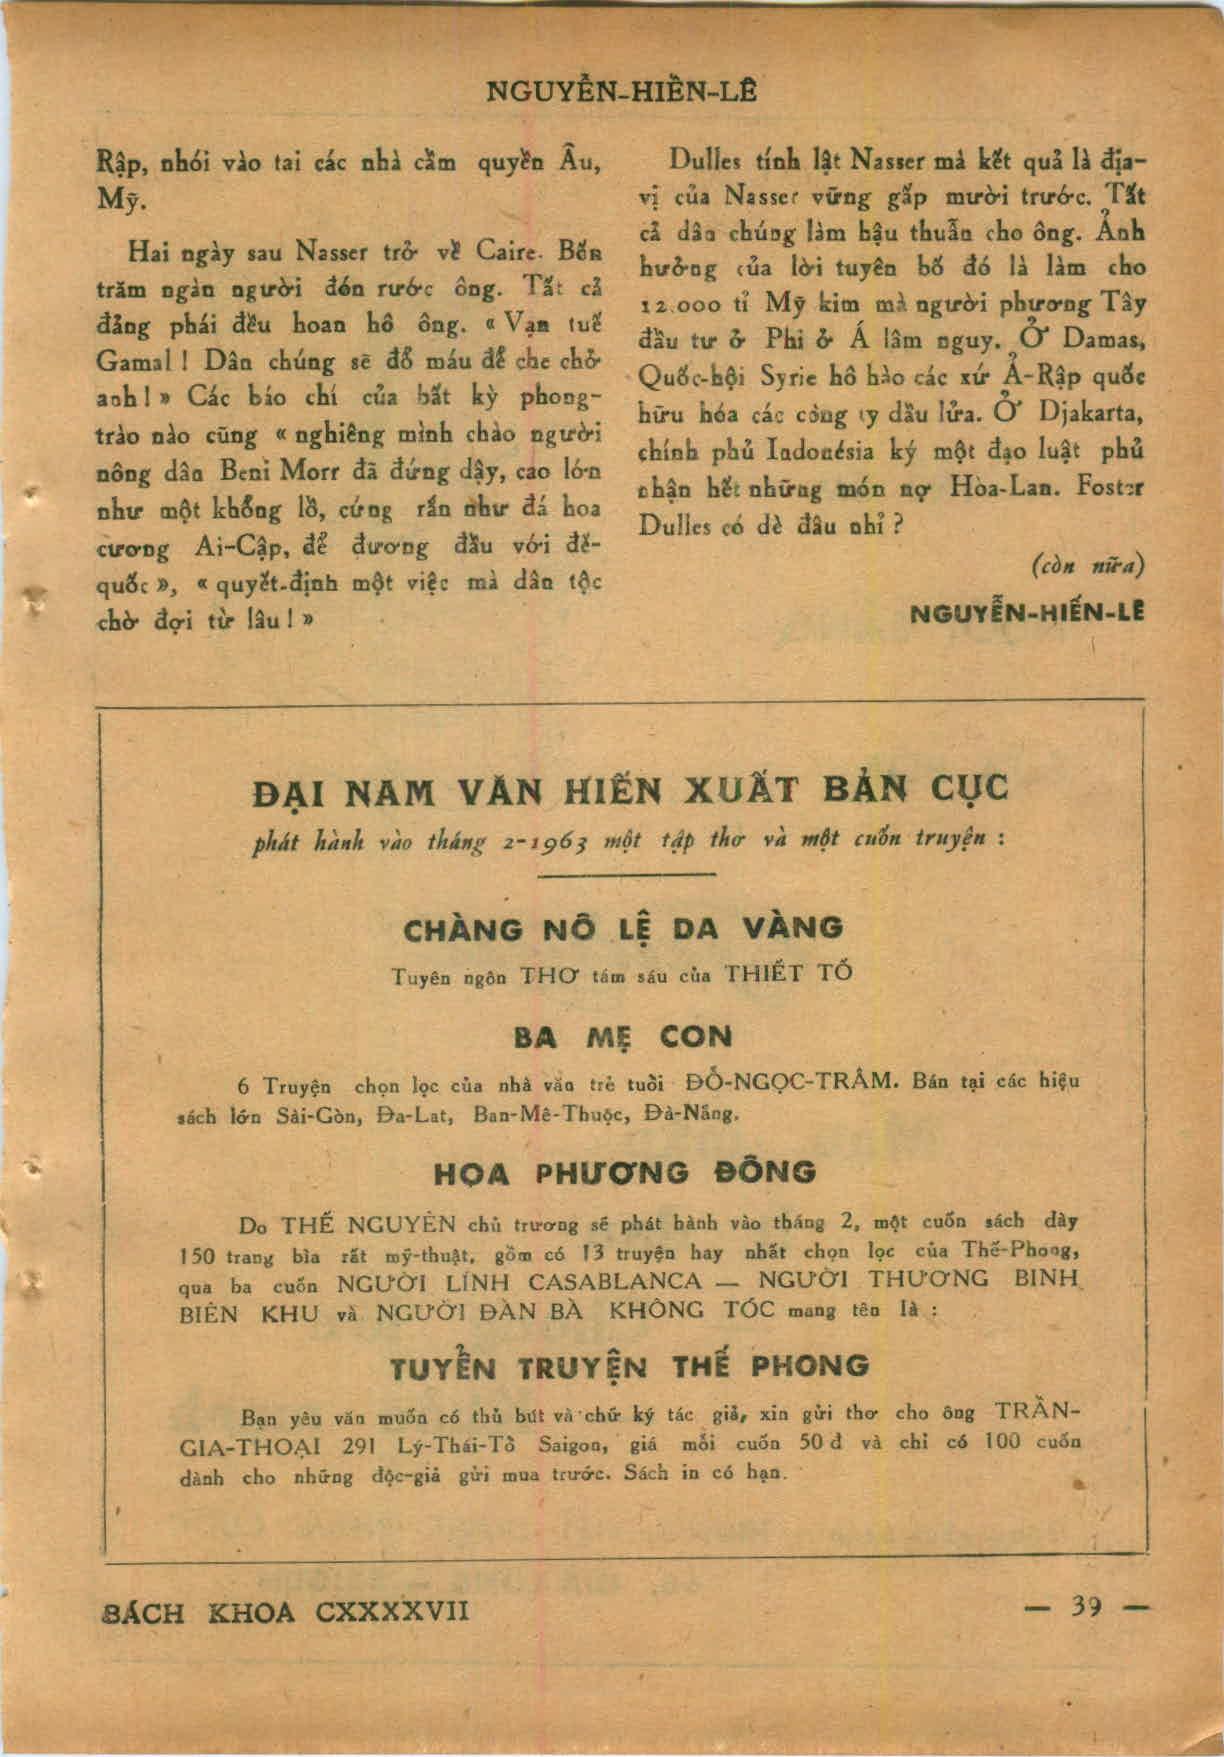 NGUYỄN-HIỀN-LÊ
Rập, nhói vào tai các nhà cầm quyền Âu,
Mỹ.
Hai ngày sau Nasser trở về Caire. Bốn
trăm ngàn người đón rước ông. Tất cả
đảng phái đều hoan hô ông. « Vạn tuế
Gamal ! Dân chúng sẽ đổ máu để che chở
anh ! » Các báo chí của bất kỳ phong-
trào nào cũng « nghiêng mình chào người
nông dân Beni Morr đã đứng dậy, cao lớn
như một khổng lồ, cứng rắn như đá hoa
cương Ai-Cập, để đương đầu với đế-
quốc », « quyết-định một việc mà dân tộc
chờ đợi từ lâu ! »
Dulles tính lật Nasser mà kết quả là địa-
vị của Nasser vững gấp mười trước. Tất
cả dân chúng làm hậu thuẫn cho ông. Ảnh
hưởng của lời tuyên bố đó là làm cho
12.000 tỉ Mỹ kim mà người phương Tây
đầu tư ở Phi ở Á lâm nguy. Ở Damas,
Quốc-hội Syrie hô hào các xứ Ả-Rập quốc
hữu hóa các công ty dầu lửa. Ở Djakarta,
chính phủ Indonésia ký một đạo luật phủ
nhận hết những món nợ Hòa-Lan. Foster
Dulles có dè đâu nhỉ ?
(còn nữa)
NGUYỄN-HIẾN-LÊ
ĐẠI NAM VĂN HIẾN XUẤT BẢN CỤC
phát hành vào tháng 2-1963 một tập thơ và một cuốn truyện :
CHÀNG NÔ LỆ DA VÀNG
Tuyên ngôn THƠ tám sáu của THIẾT TỐ
BA MẸ CON
6 Truyện chọn lọc của nhà văn trẻ tuổi ĐỖ-NGỌC-TRÂM. Bán tại các hiệu
sách lớn Sài-Gòn, Đa-Lat, Ban-Mê-Thuộc, Đà-Nẵng.
HỌA PHƯƠNG ĐÔNG
Do THẾ NGUYÊN chủ trương sẽ phát hành vào tháng 2, một cuốn sách dày
150 trang bìa rất mỹ-thuật, gồm có 13 truyện hay nhất chọn lọc của Thế-Phong,
qua ba cuốn NGƯỜI LÍNH CASABLANCA — NGƯỜI THƯƠNG BINH
BIÊN KHU và NGƯỜI ĐÀN BÀ KHÔNG TÓC mang tên là :
TUYỂN TRUYỆN THẾ PHONG
Bạn yêu văn muốn có thủ bút và chữ ký tác giả, xin gửi thơ cho ông TRẦN-
GIA-THOẠI 291 Lý-Thái-Tổ Saigon, giá mỗi cuốn 50 đ và chỉ có 100 cuốn
dành cho những độc-giả gửi mua trước. Sách in có hạn.
BÁCH KHOA CXXXXVII
— 39 —